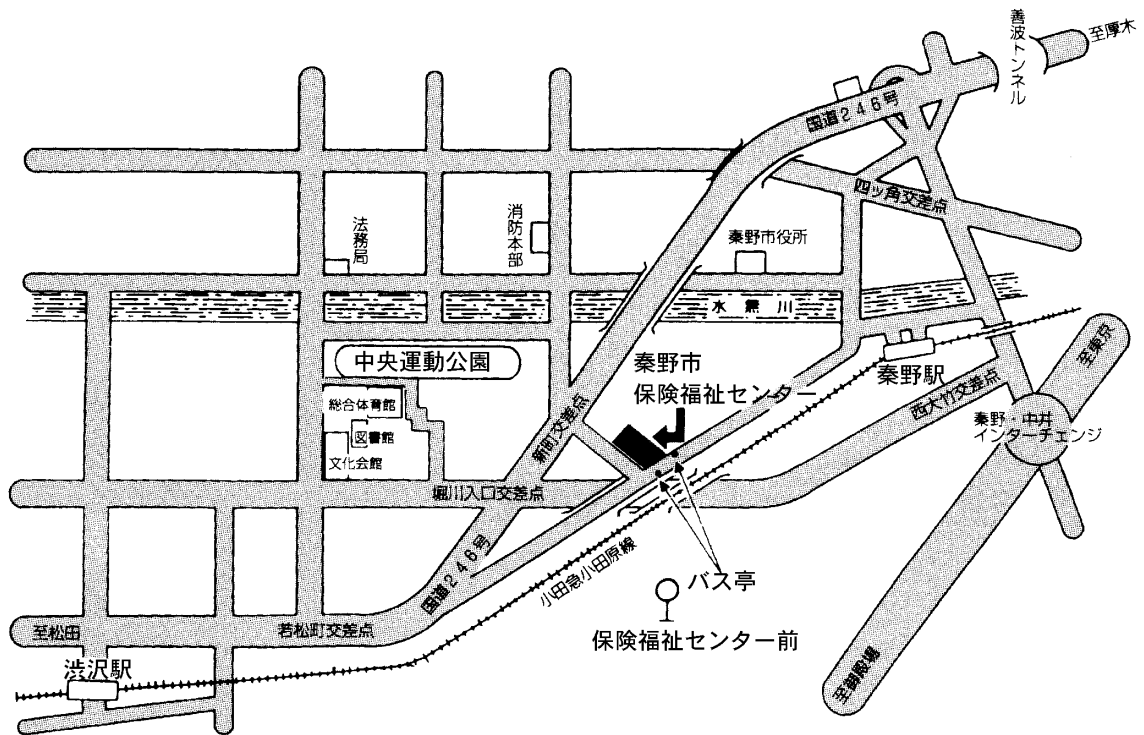 善波トンネル
至厚木
国道246号
四ッ角交差点
法務局
消防本部
秦野市役所
水無川
中央運動公園
秦野市
保険福祉センター
秦野駅
至東京
総合体育館
図書館
文化会館
新町交差点
西大竹交差点
秦野・中井
インターチェンジ
堀川入口交差点
国道246号
小田急小田原線
バス亭
保険福祉センター前
至松田
若松町交差点
渋沢駅
至御殿場